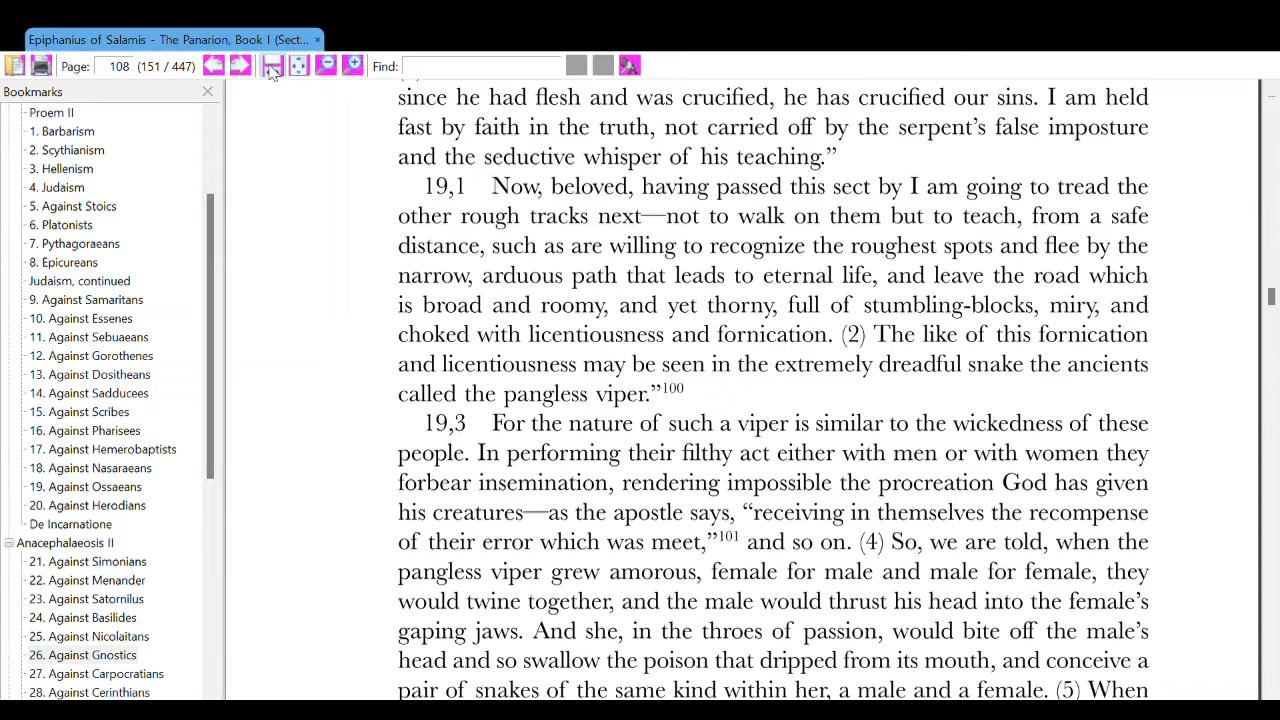 Epiphanius of Salamis - The Panarion, Book I (Sect... ×
Page: 108 (151 / 447) Find:
Bookmarks ×
Proem II
1. Barbarism
2. Scythianism
3. Hellenism
4. Judaism
5. Against Stoics
6. Platonists
7. Pythagoraeans
8. Epicureans
Judaism, continued
9. Against Samaritans
10. Against Essenes
11. Against Sebuaeans
12. Against Gorothenes
13. Against Dositheans
14. Against Sadducees
15. Against Scribes
16. Against Pharisees
17. Against Hemerobaptists
18. Against Nasaraeans
19. Against Ossaeans
20. Against Herodians
De Incarnatione
Anacephalaeosis II
21. Against Simonians
22. Against Menander
23. Against Satornilus
24. Against Basilides
25. Against Nicolaitans
26. Against Gnostics
27. Against Carpocratians
28. Against Cerinthians
since he had flesh and was crucified, he has crucified our sins. I am held
fast by faith in the truth, not carried off by the serpent’s false imposture
and the seductive whisper of his teaching.”
19,1 Now, beloved, having passed this sect by I am going to tread the
other rough tracks next—not to walk on them but to teach, from a safe
distance, such as are willing to recognize the roughest spots and flee by the
narrow, arduous path that leads to eternal life, and leave the road which
is broad and roomy, and yet thorny, full of stumbling-blocks, miry, and
choked with licentiousness and fornication. (2) The like of this fornication
and licentiousness may be seen in the extremely dreadful snake the ancients
called the pangless viper.”100
19,3 For the nature of such a viper is similar to the wickedness of these
people. In performing their filthy act either with men or with women they
forbear insemination, rendering impossible the procreation God has given
his creatures—as the apostle says, “receiving in themselves the recompense
of their error which was meet,”101 and so on. (4) So, we are told, when the
pangless viper grew amorous, female for male and male for female, they
would twine together, and the male would thrust his head into the female’s
gaping jaws. And she, in the throes of passion, would bite off the male’s
head and so swallow the poison that dripped from its mouth, and conceive a
pair of snakes of the same kind within her, a male and a female. (5) When